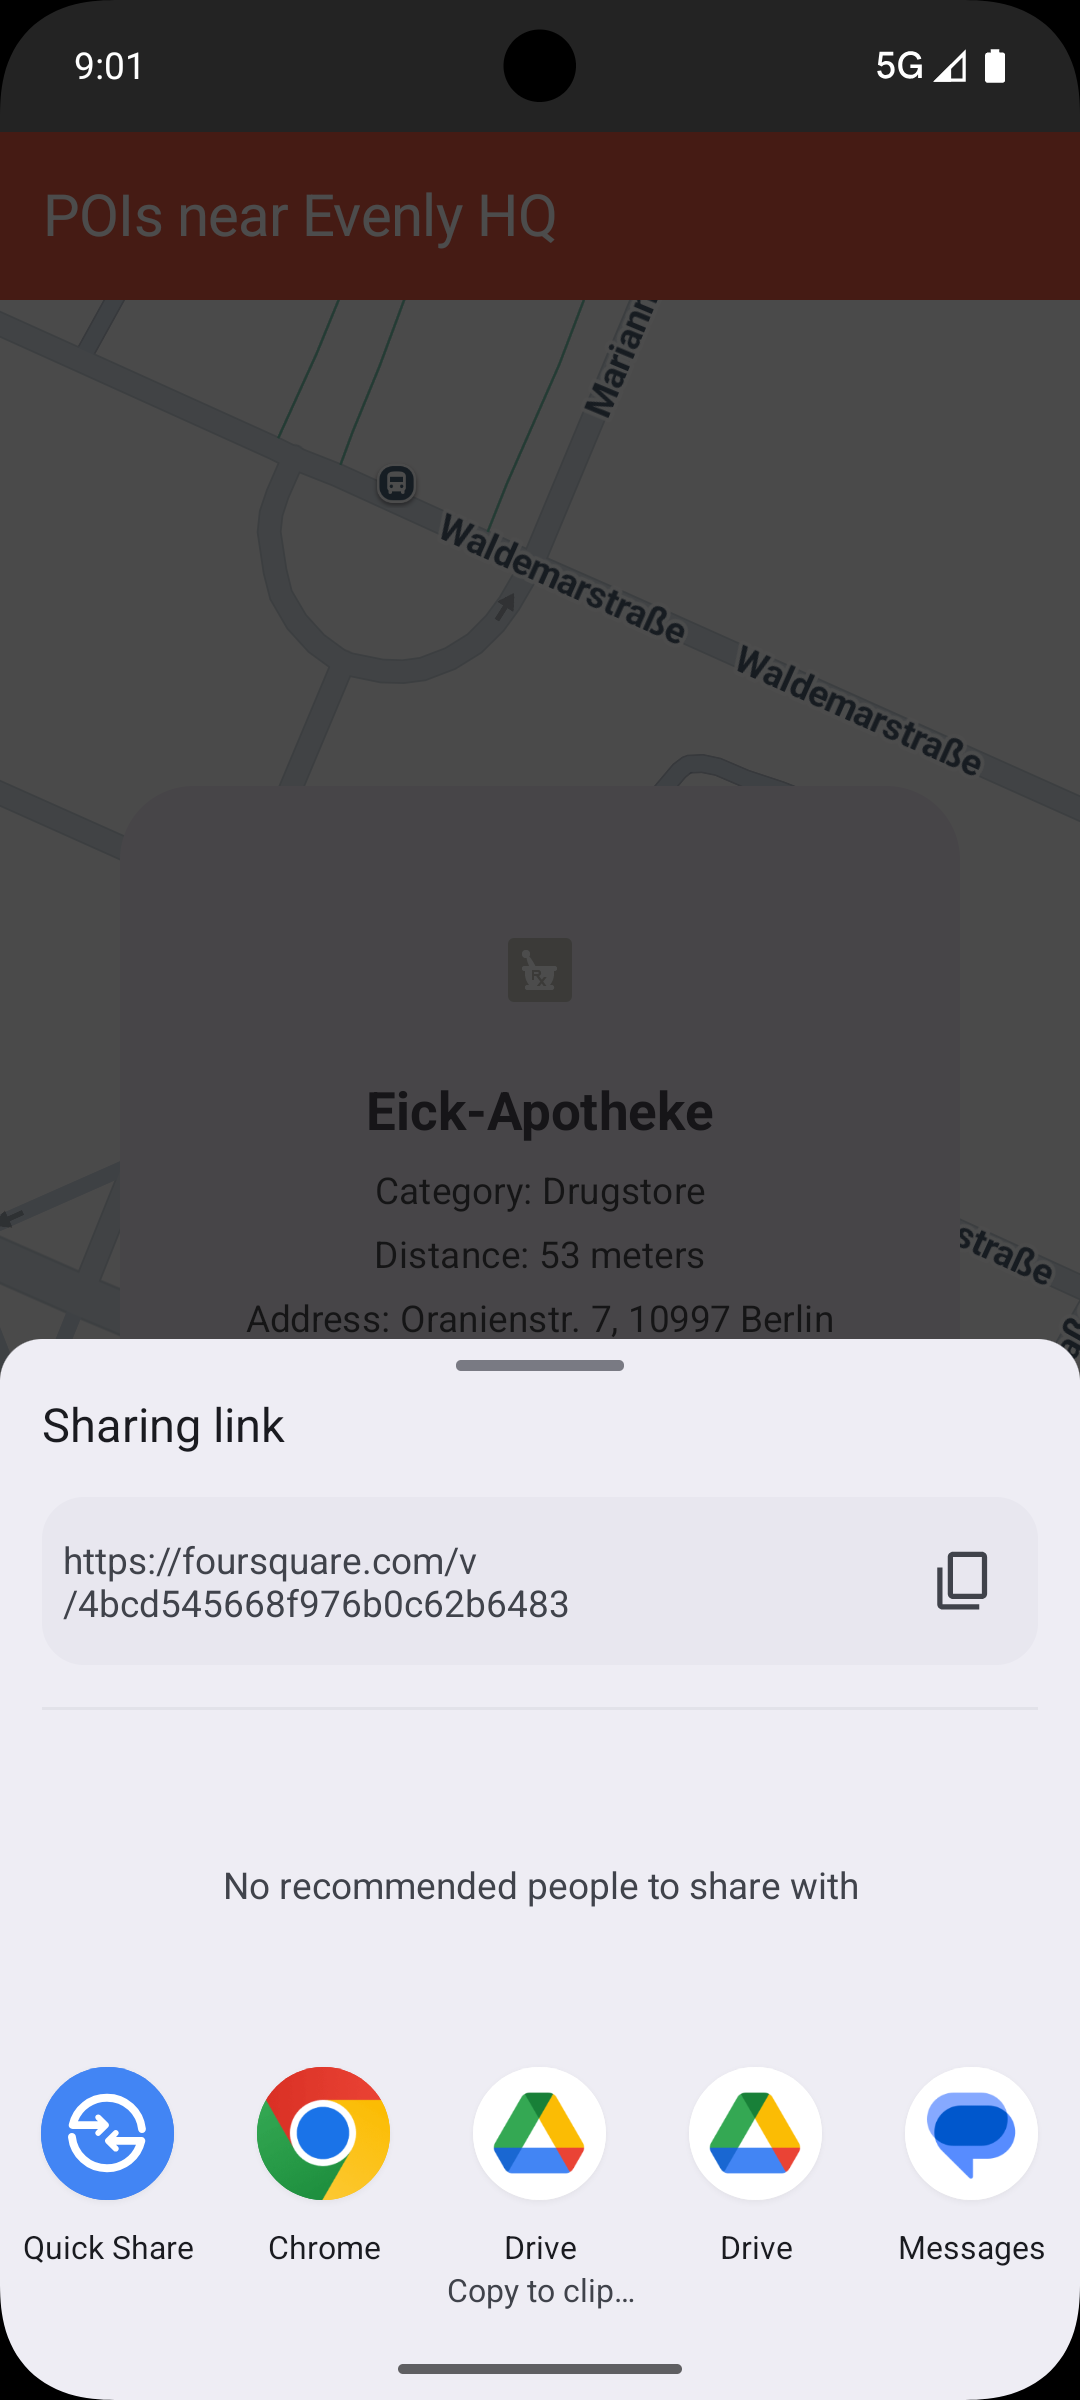 9:01
5G
POIs near Evenly HQ
Mariann
Waldemarstraße
Waldemarstraße
Rx
Eick-Apotheke
Category: Drugstore
Distance: 53 meters
straße
Address: Oranienstr. 7, 10997 Berlin
Sharing link
https://foursquare.com/v
/4bcd545668f976b0c62b6483
No recommended people to share with
Quick Share
Chrome
Drive
Drive
Messages
Copy to clip…